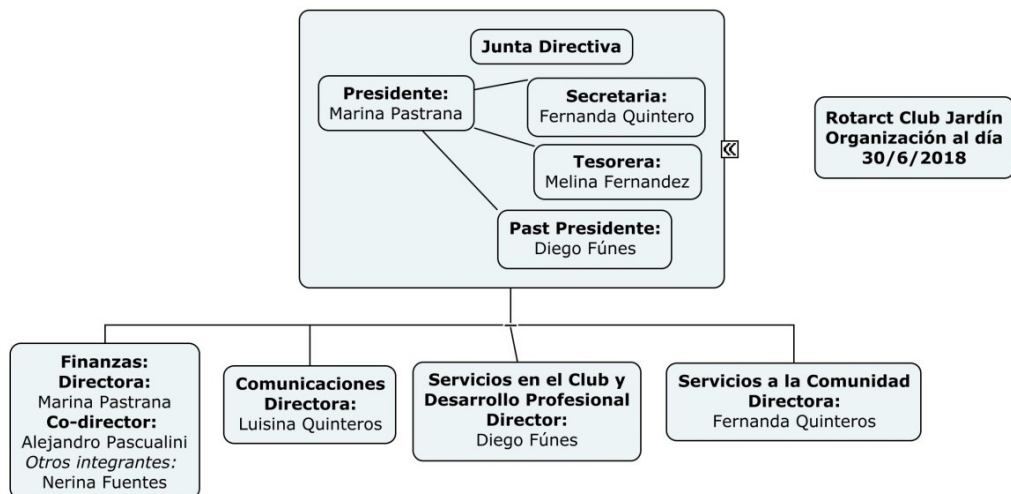 Junta Directiva
Presidente:
Marina Pastrana
Secretaria:
Fernanda Quintero
Tesorera:
Melina Fernandez
Past Presidente:
Diego Fúnes
Rotarct Club Jardín
Organización al día
30/6/2018
Finanzas:
Directora:
Marina Pastrana
Co-director:
Alejandro Pascualini
Otros integrantes:
Nerina Fuentes
Comunicaciones
Directora:
Luisina Quinteros
Servicios en el Club y
Desarrollo Profesional
Director:
Diego Fúnes
Servicios a la Comunidad
Directora:
Fernanda Quinteros